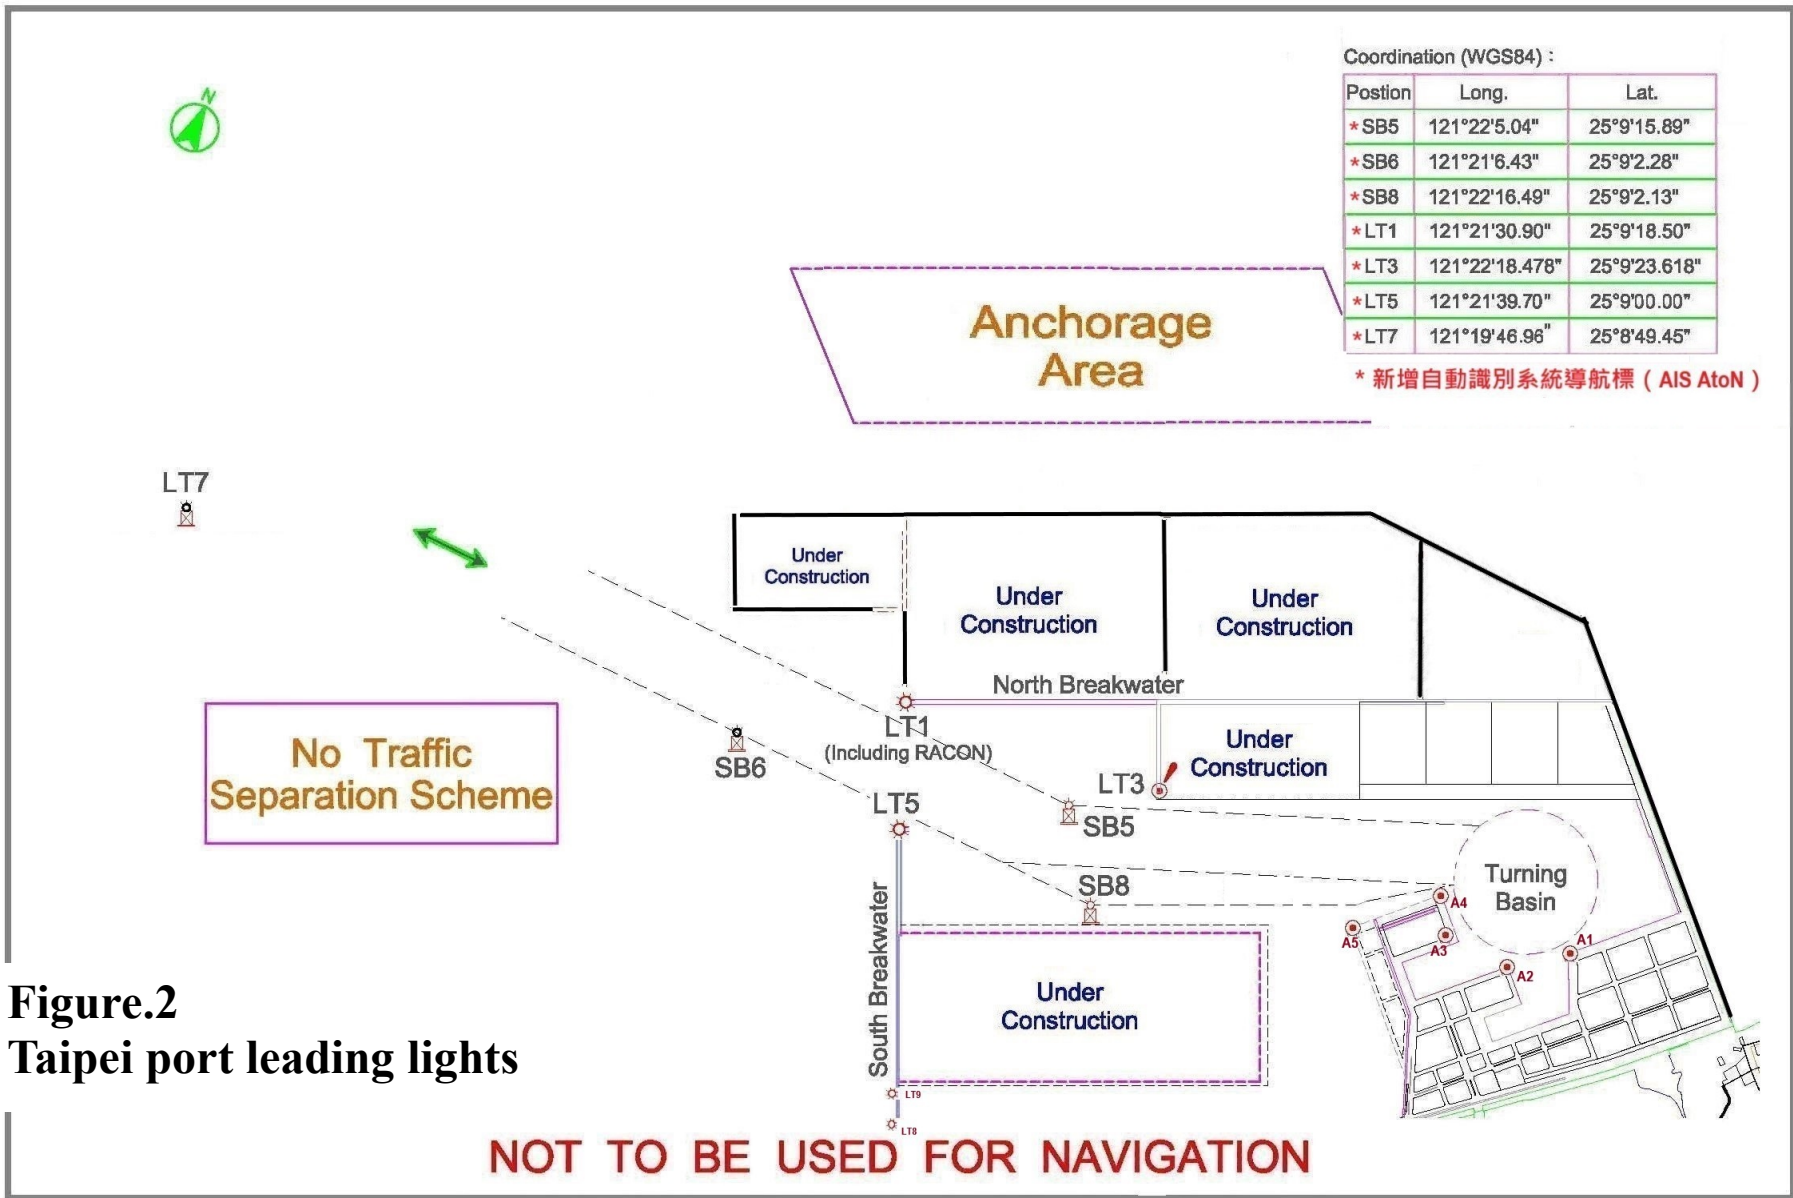 N
Coordination (WGS84) :
Postion Long. Lat.
*SB5 121°22'5.04" 25°9'15.89"
*SB6 121°21'6.43" 25°9'2.28"
*SB8 121°22'16.49" 25°9'2.13"
*LT1 121°21'30.90" 25°9'18.50"
*LT3 121°22'18.478" 25°9'23.618"
*LT5 121°21'39.70" 25°9'00.00"
*LT7 121°19'46.96" 25°8'49.45"
* 新增自動識別系統導航標 ( AIS AtoN )
Anchorage
Area
LT7
Under
Construction
Under
Construction
Under
Construction
North Breakwater
LT1
(Including RACON)
SB6
No Traffic
Separation Scheme
Under
Construction
LT3
LT5
SB5
SB8
Turning
Basin
A4
A5
A3
A1
A2
South Breakwater
Under
Construction
LT9
LT8
Figure.2
Taipei port leading lights
NOT TO BE USED FOR NAVIGATION